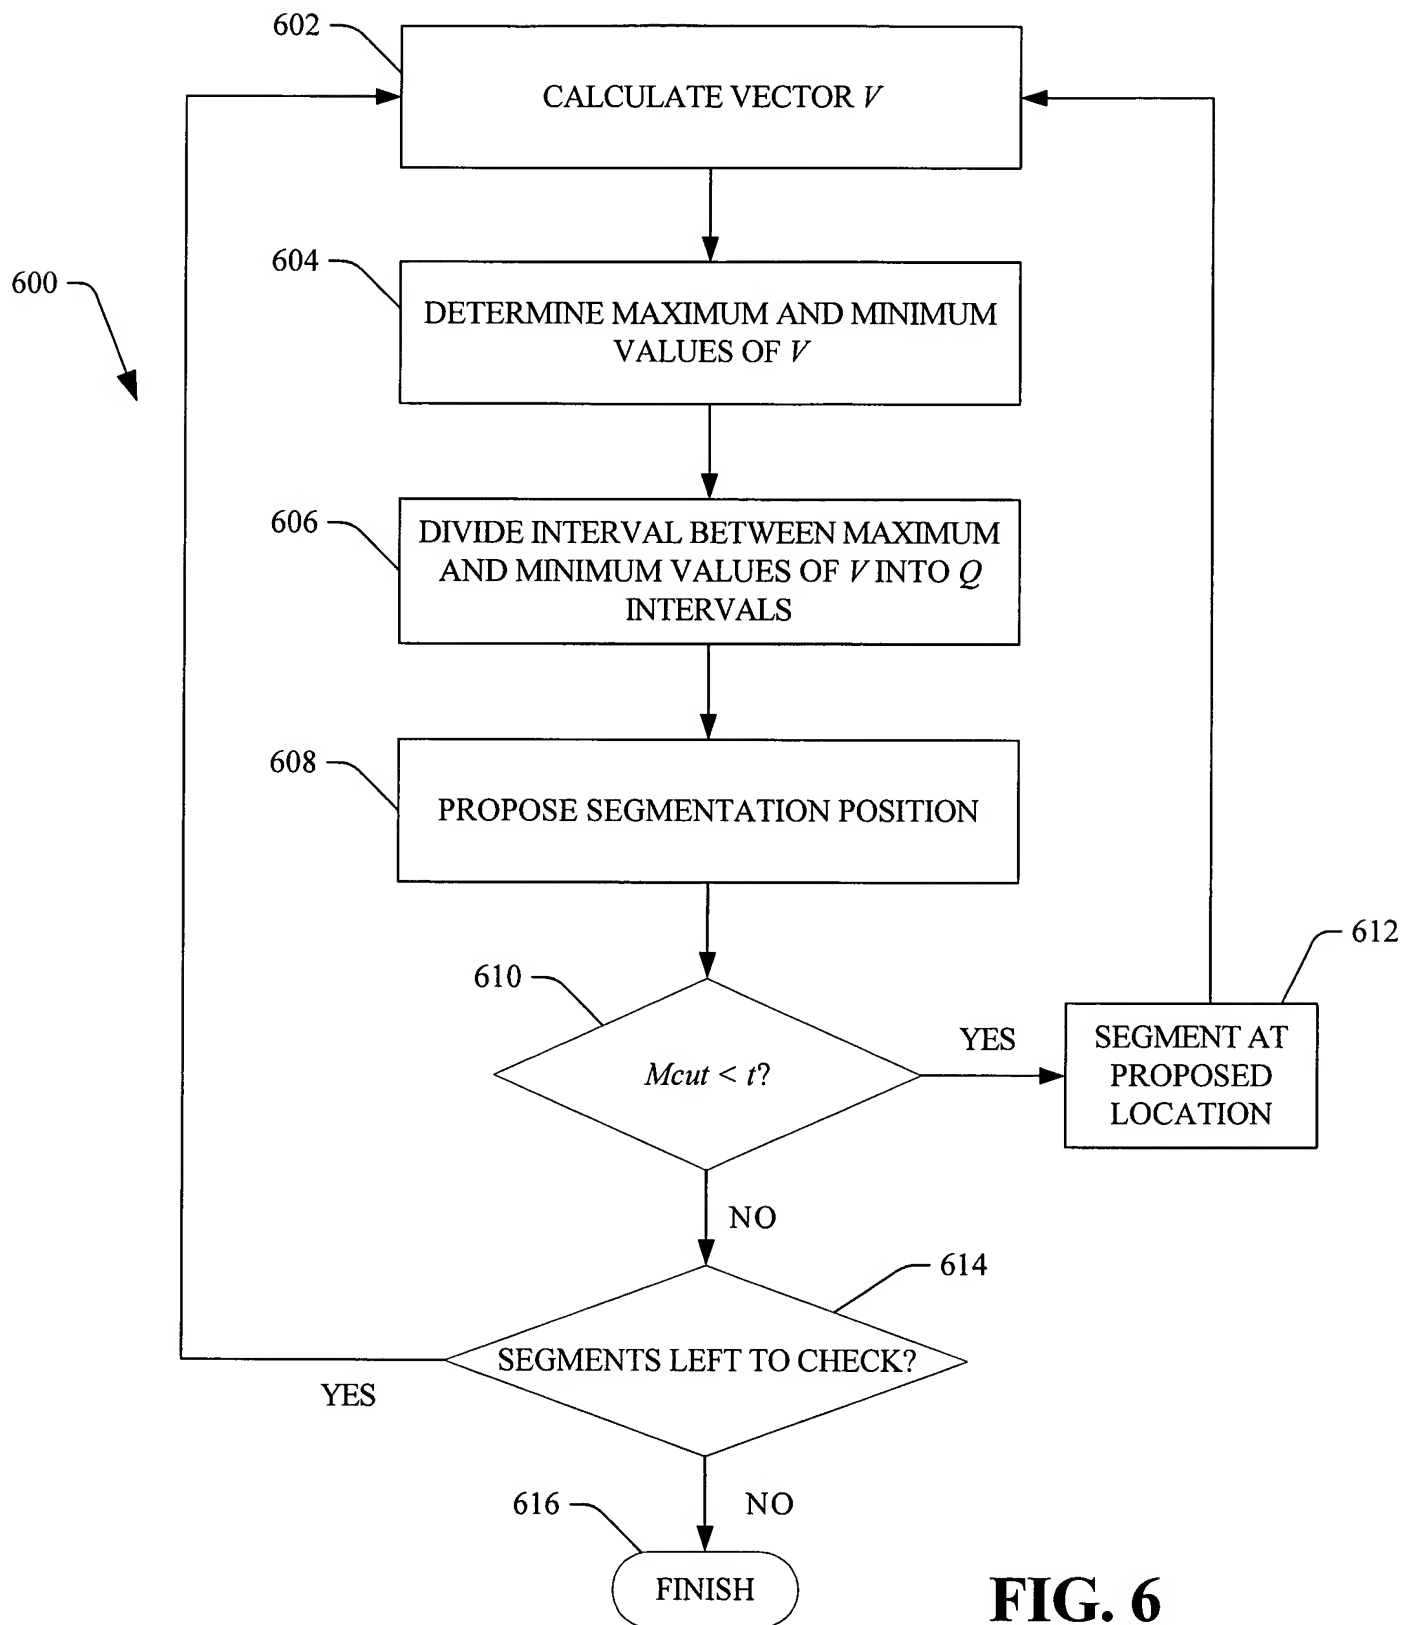 602
CALCULATE VECTOR V
600
604
DETERMINE MAXIMUM AND MINIMUM
VALUES OF V
606
DIVIDE INTERVAL BETWEEN MAXIMUM
AND MINIMUM VALUES OF V INTO Q
INTERVALS
608
PROPOSE SEGMENTATION POSITION
610
Mcut < t?
YES
612
SEGMENT AT
PROPOSED
LOCATION
NO
614
SEGMENTS LEFT TO CHECK?
YES
NO
616
FINISH
FIG. 6